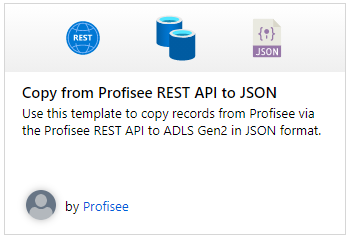 REST
{•}
JSON
Copy from Profisee REST API to JSON
Use this template to copy records from Profisee via
the Profisee REST API to ADLS Gen2 in JSON format.
by Profisee